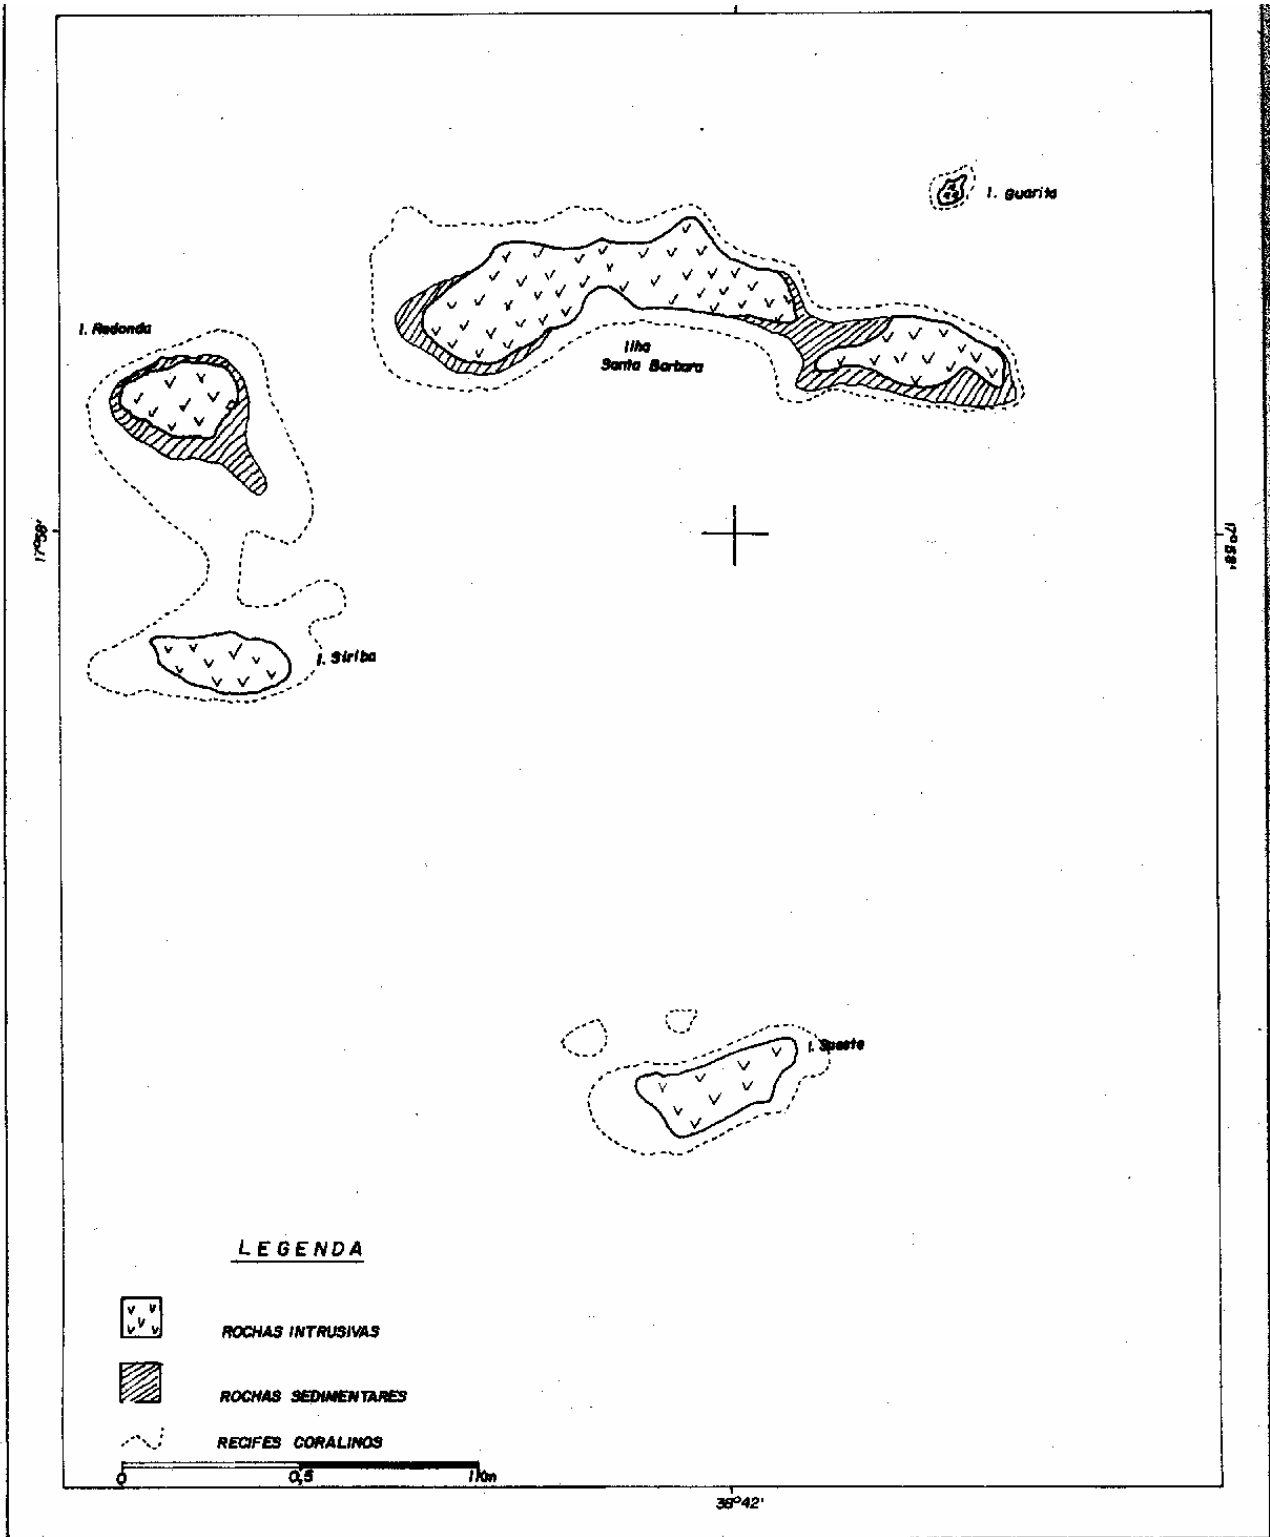 I. Guarita
I. Redonda
Ilha
Santa Barbara
17°58'
17°58'
I. Siriba
I. Sueste
LEGENDA
ROCHAS INTRUSIVAS
ROCHAS SEDIMENTARES
RECIFES CORALINOS
0 0,5 1 Km
38°42'